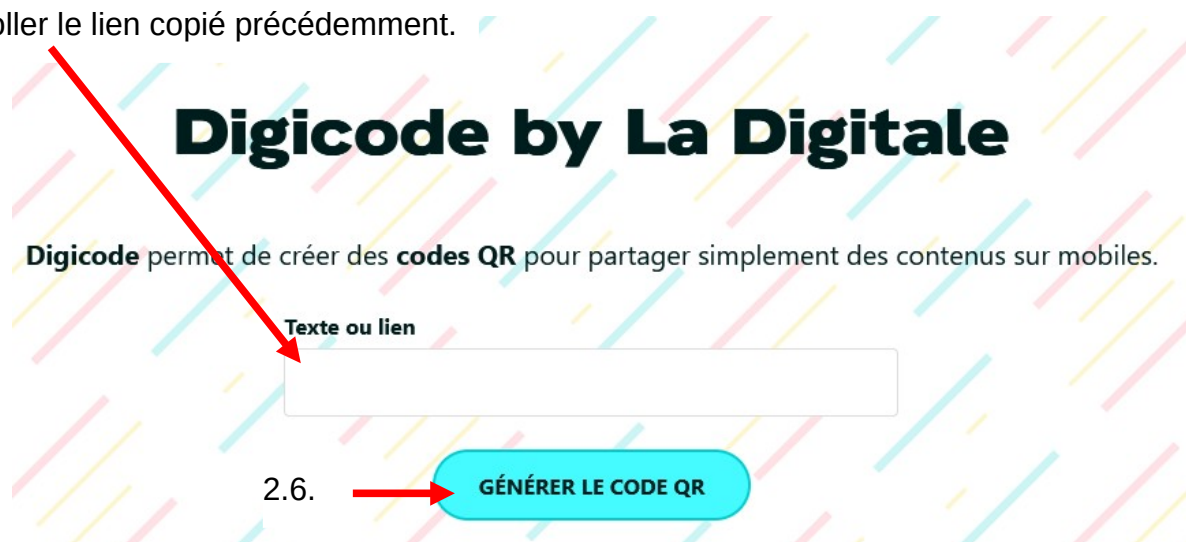 oller le lien copié précédemment.
Digicode by La Digitale
Digicode permet de créer des codes QR pour partager simplement des contenus sur mobiles.
Texte ou lien
2.6.
GÉNÉRER LE CODE QR